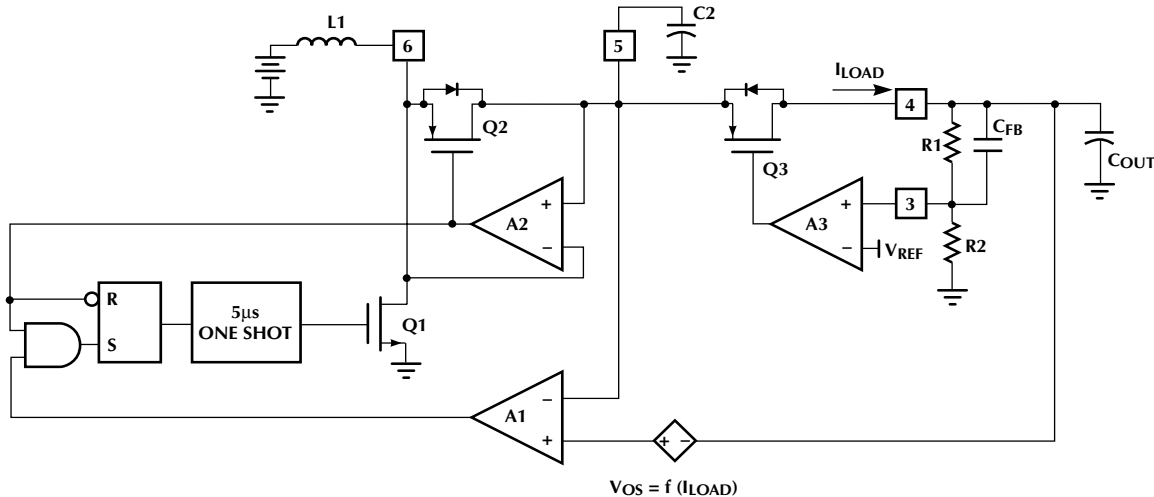 L1
C2
6
5
ILOAD
4
Q2
R1
CFB
COUT
Q3
+
A2
−
+
A3
−
3
VREF
R2
R
S
5µs
ONE SHOT
Q1
−
A1
+
+ −
VOS = f (ILOAD)